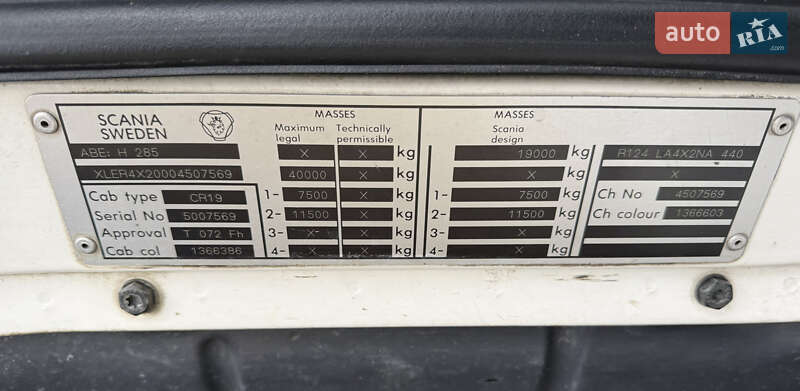 auto RIA .com
SCANIA SWEDEN
ABE: H 285
XLER4X20004507569
Cab type CR19
Serial No 5007569
Approval T 072 Fh
Cab col 1366386
MASSES
Maximum legal Technically permissible
X X kg
40000 X kg
1- 7500 X kg
2- 11500 X kg
3- X X kg
4- X X kg
MASSES
Scania design
19000 kg
X kg
1- 7500 kg
2- 11500 kg
3- X kg
4- X kg
R124 LA4X2NA 440
X
Ch No 4507569
Ch colour 1366603